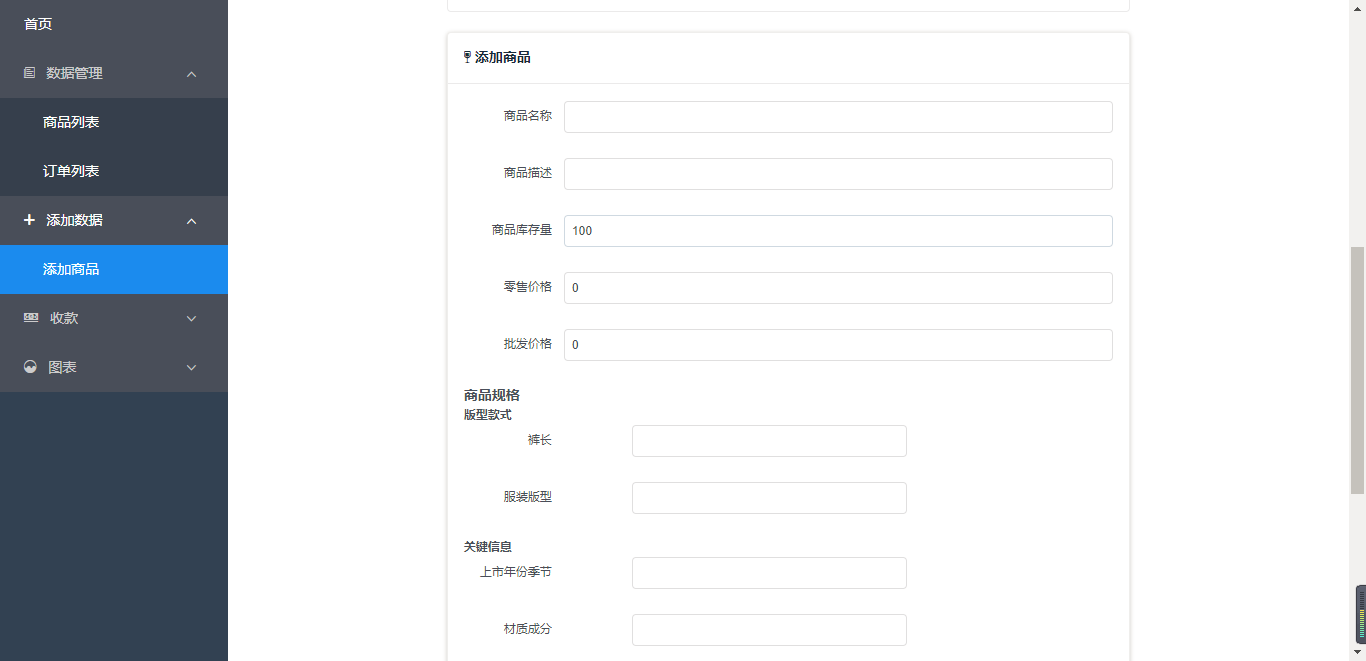 首页
数据管理
商品列表
订单列表
添加数据
添加商品
收款
图表
添加商品
商品名称
商品描述
商品库存量 100
零售价格 0
批发价格 0
商品规格
版型款式
裤长
服装版型
关键信息
上市年份季节
材质成分